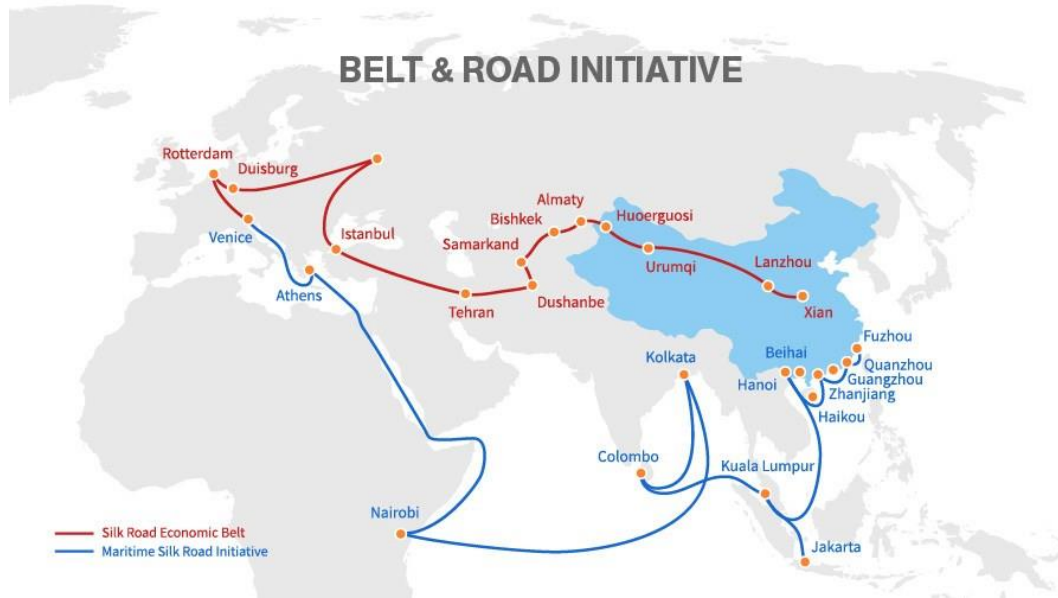 BELT & ROAD INITIATIVE
Rotterdam
Duisburg
Venice
Istanbul
Athens
Tehran
Samarkand
Dushanbe
Bishkek
Almaty
Huoerguosi
Urumqi
Lanzhou
Xian
Fuzhou
Quanzhou
Guangzhou
Zhanjiang
Haikou
Beihai
Hanoi
Kolkata
Colombo
Kuala Lumpur
Jakarta
Nairobi
Silk Road Economic Belt
Maritime Silk Road Initiative